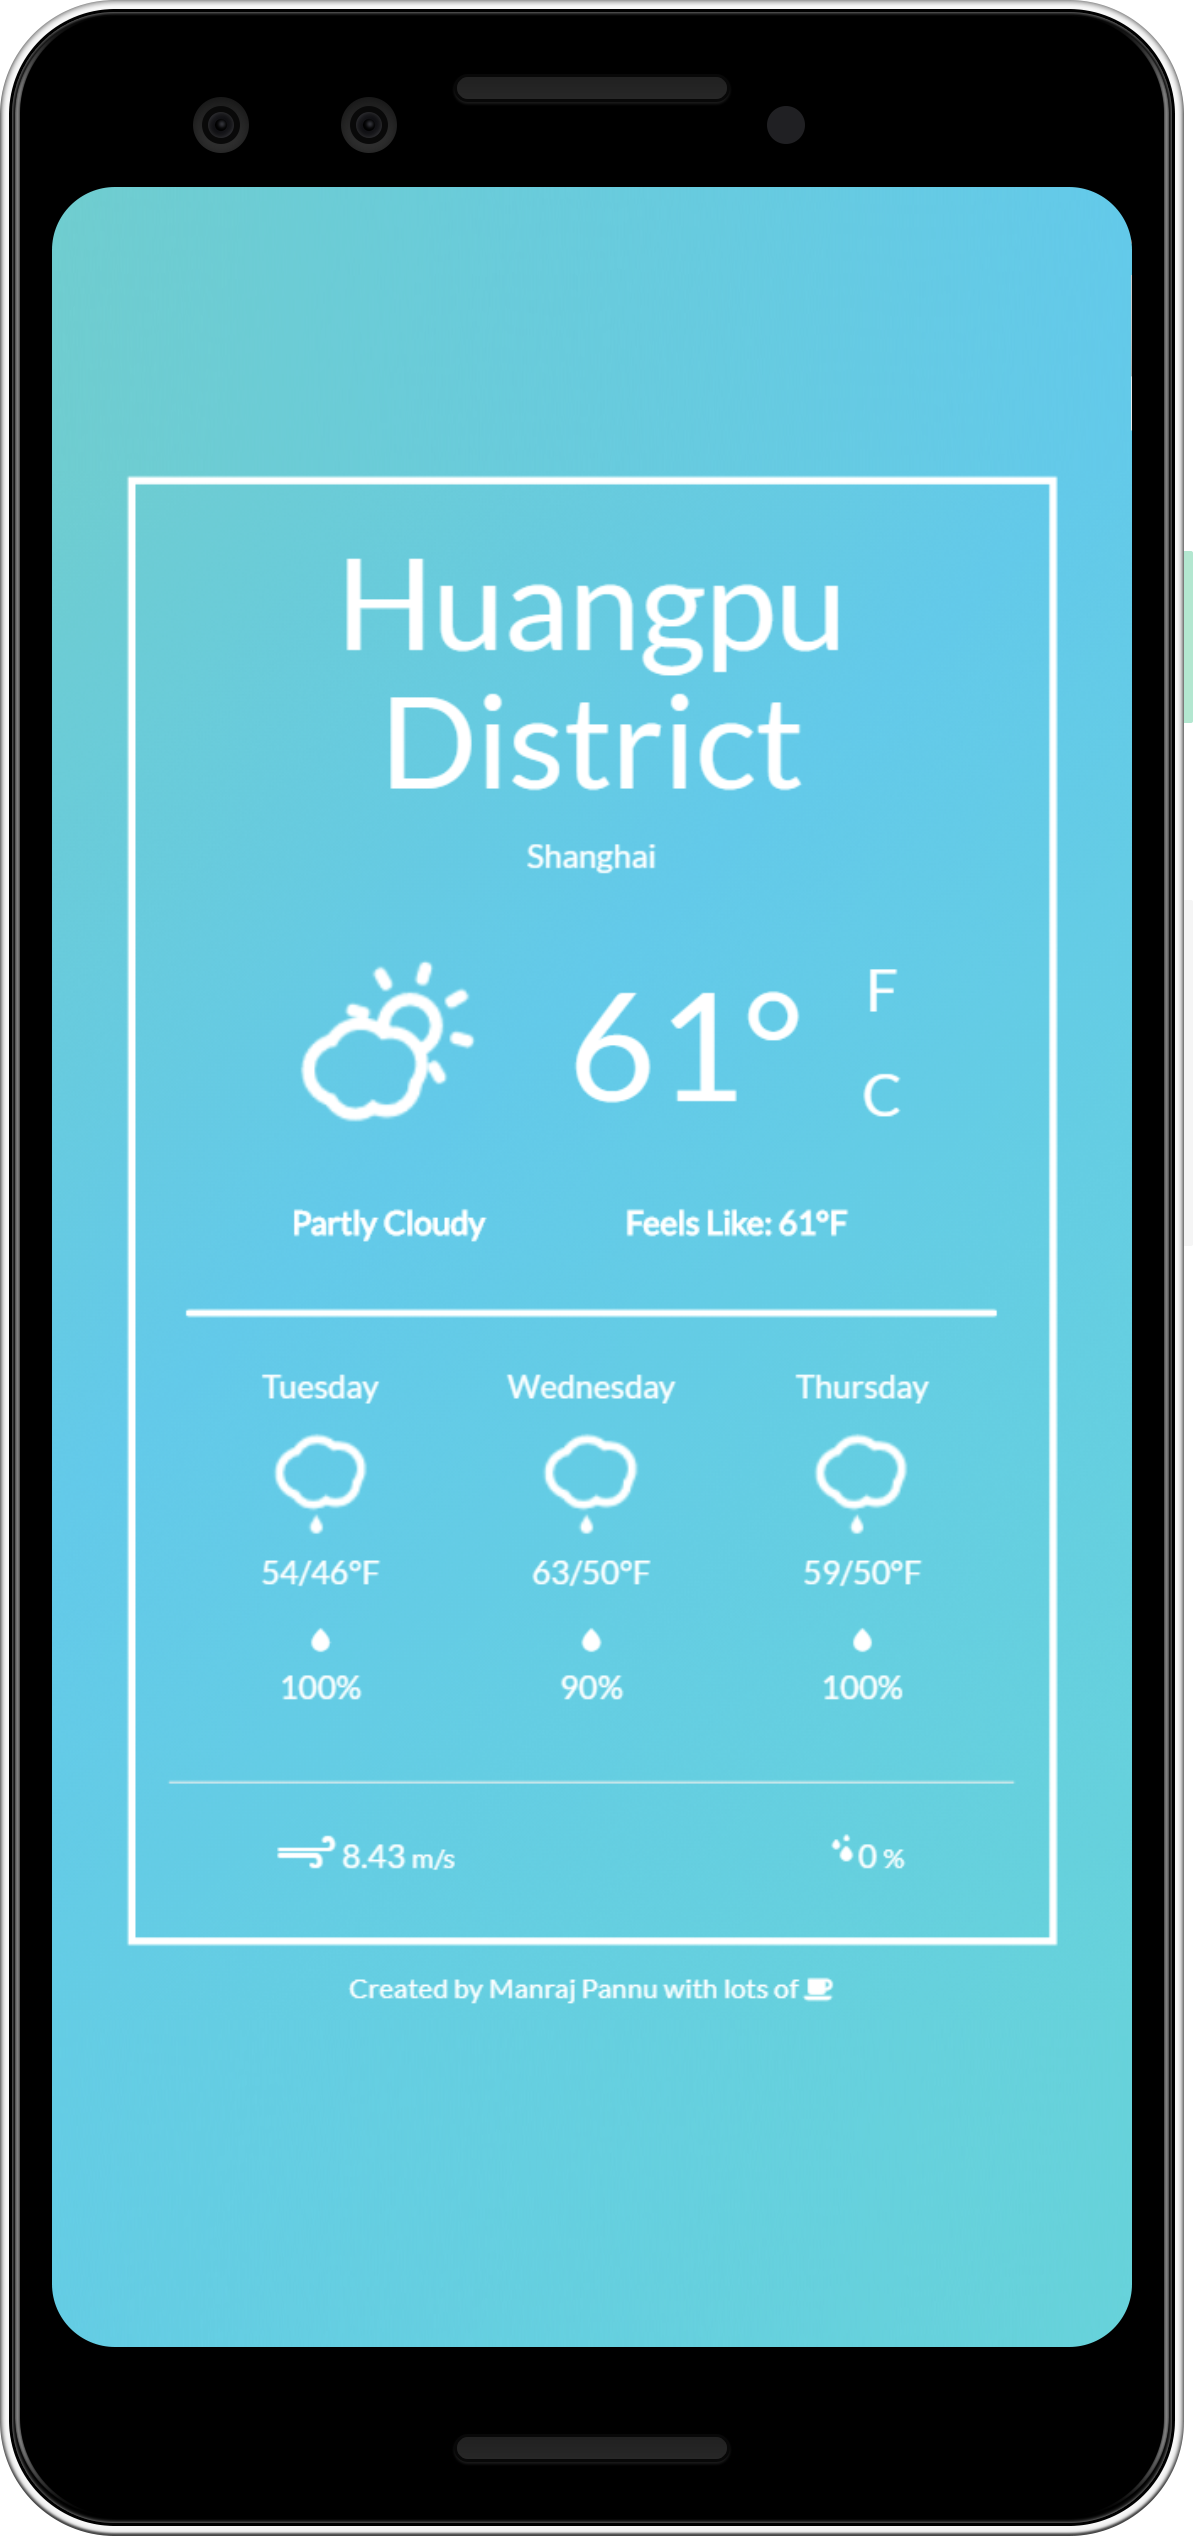 Huangpu
District
Shanghai
61°
F
C
Partly Cloudy
Feels Like: 61°F
Tuesday
Wednesday
Thursday
54/46°F
63/50°F
59/50°F
100%
90%
100%
8.43 m/s
0 %
Created by Manraj Pannu with lots of